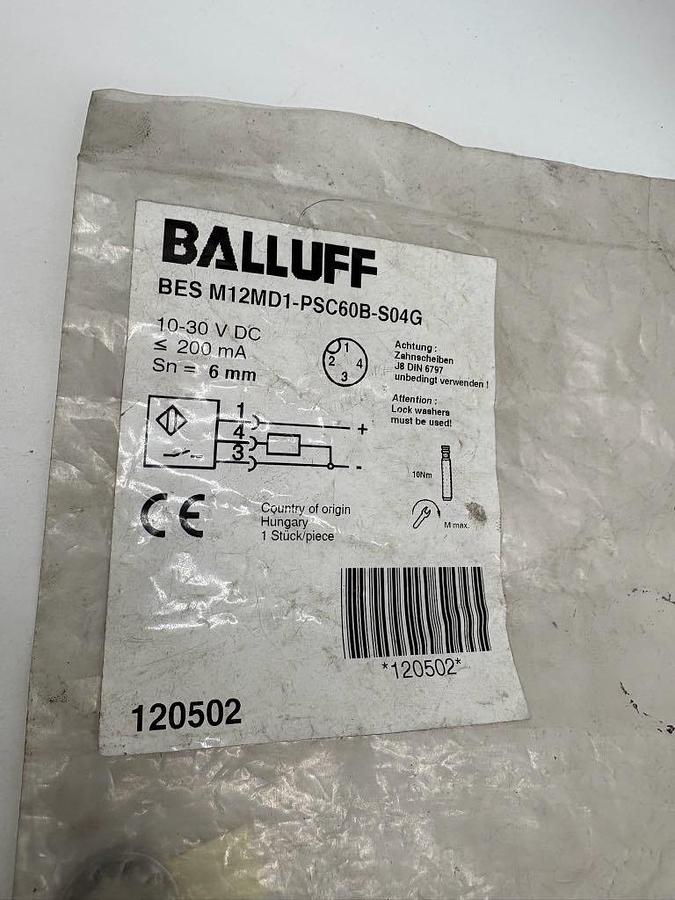 BALLUFF
BES M12MD1-PSC60B-S04G
10-30 V DC
≤ 200 mA
Sn = 6 mm
1
2
4
3
Achtung :
Zahnscheiben
J8 DIN 6797
unbedingt verwenden !
Attention :
Lock washers
must be used!
1
4
3
+
-
10Nm
M max.
CE
Country of origin
Hungary
1 Stück/piece
*120502*
120502